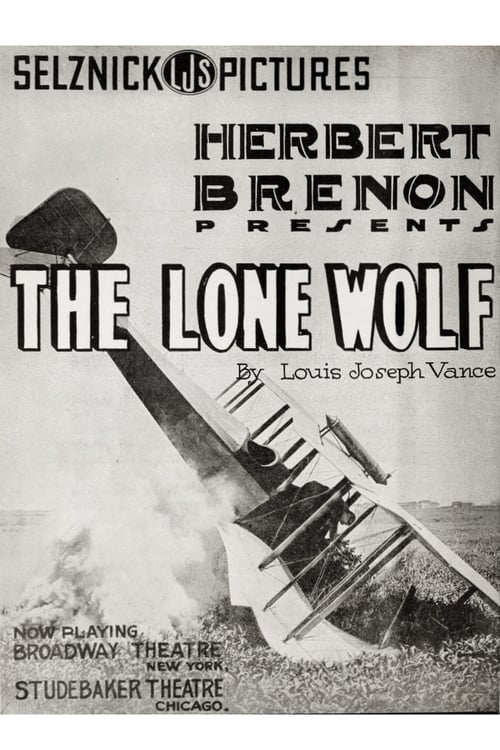 SELZNICK LJS PICTURES
HERBERT
BRENON
PRESENTS
THE LONE WOLF
By Louis Joseph Vance
NOW PLAYING
BROADWAY THEATRE
NEW YORK.
STUDEBAKER THEATRE
CHICAGO.